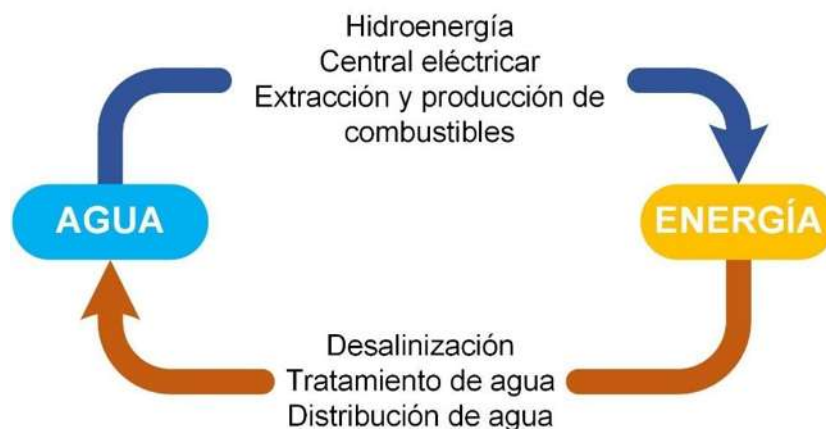 Hidroenergía
Central eléctricar
Extracción y producción de
combustibles
AGUA
ENERGÍA
Desalinización
Tratamiento de agua
Distribución de agua